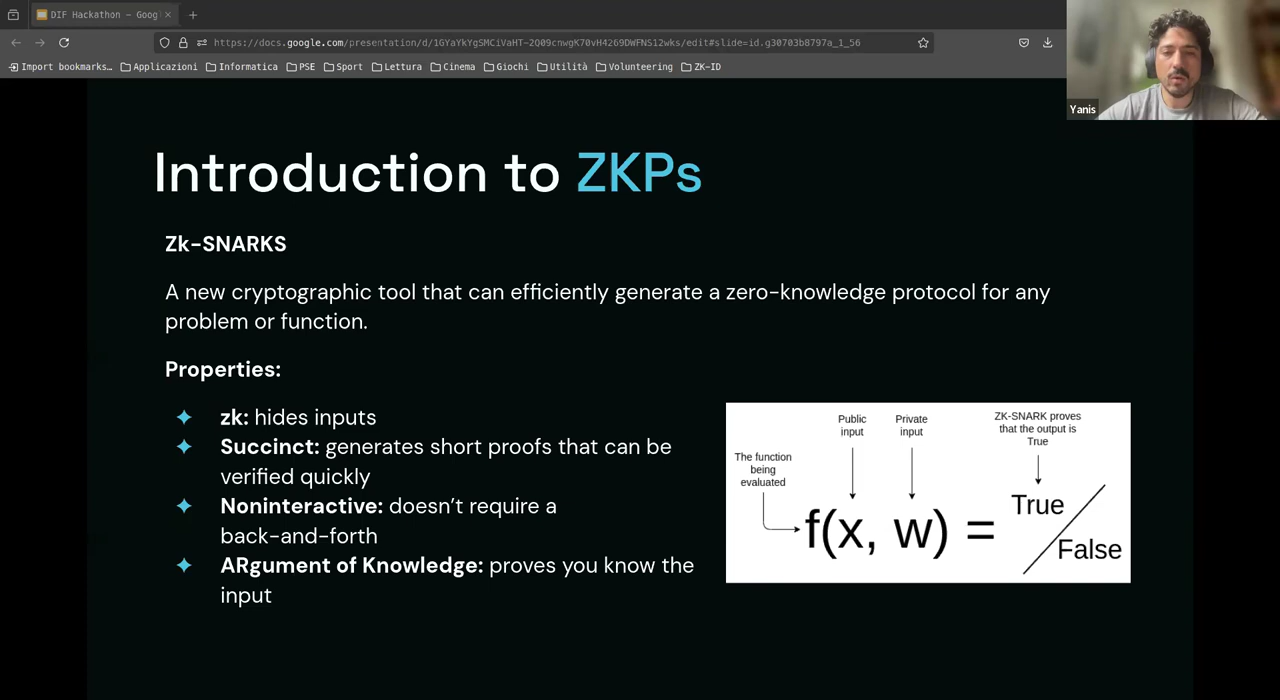 DIF Hackathon - Goog
https://docs.google.com/presentation/d/1GYaYkYgSMCiVaHT-2Q09cnwgK70vH4269DWFNS12wks/edit#slide=id.g30703b8797a_1_56
Import bookmarks… Applicazioni Informatica PSE Sport Lettura Cinema Giochi Utilità Volunteering ZK-ID
Yanis
Introduction to ZKPs
Zk-SNARKS
A new cryptographic tool that can efficiently generate a zero-knowledge protocol for any
problem or function.
Properties:
zk: hides inputs
Succinct: generates short proofs that can be
verified quickly
Noninteractive: doesn't require a
back-and-forth
ARgument of Knowledge: proves you know the
input
The function
being
evaluated
Public
input
Private
input
ZK-SNARK proves
that the output is
True
f(x, w) =
True
False